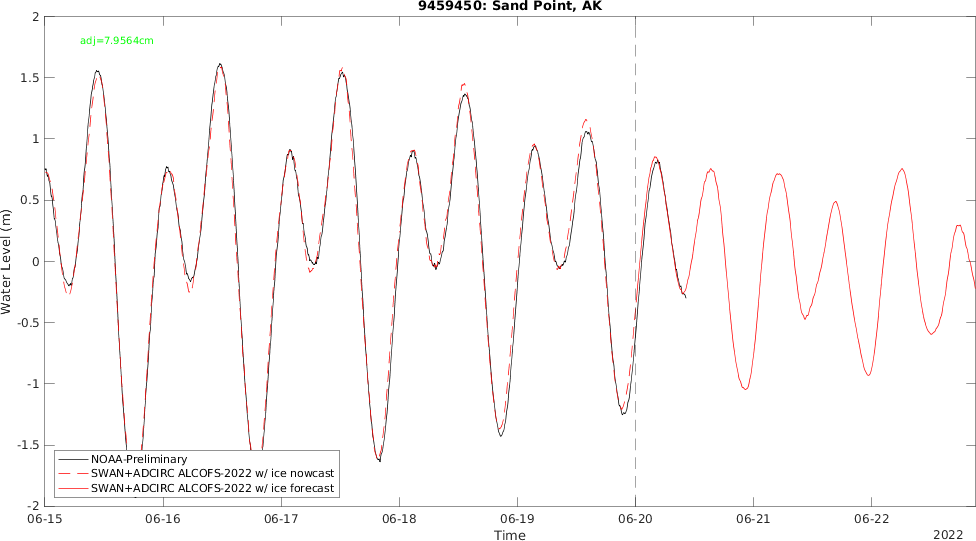 9459450: Sand Point, AK
adj=7.9564cm
Water Level (m)
2
1.5
1
0.5
0
-0.5
-1
-1.5
-2
NOAA-Preliminary
SWAN+ADCIRC ALCOFS-2022 w/ ice nowcast
SWAN+ADCIRC ALCOFS-2022 w/ ice forecast
06-15 06-16 06-17 06-18 06-19 06-20 06-21 06-22
Time
2022